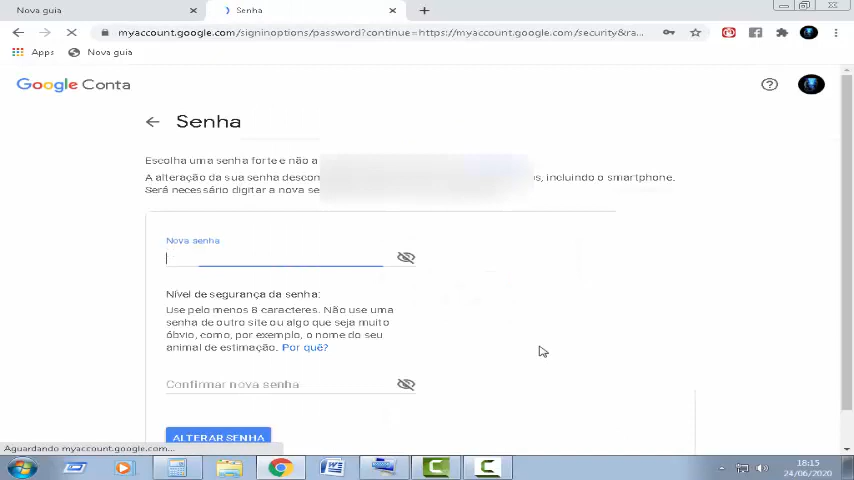 Nova guia
Senha
myaccount.google.com/signinoptions/password?continue=https://myaccount.google.com/security&ra...
Apps
Nova guia
Google Conta
Senha
Escolha uma senha forte e não a
A alteração da sua senha descon s, incluindo o smartphone.
Será necessário digitar a nova se
Nova senha
Nível de segurança da senha:
Use pelo menos 8 caracteres. Não use uma
senha de outro site ou algo que seja muito
óbvio, como, por exemplo, o nome do seu
animal de estimação. Por quê?
Confirmar nova senha
ALTERAR SENHA
Aguardando myaccount.google.com...
18:15
24/06/2020